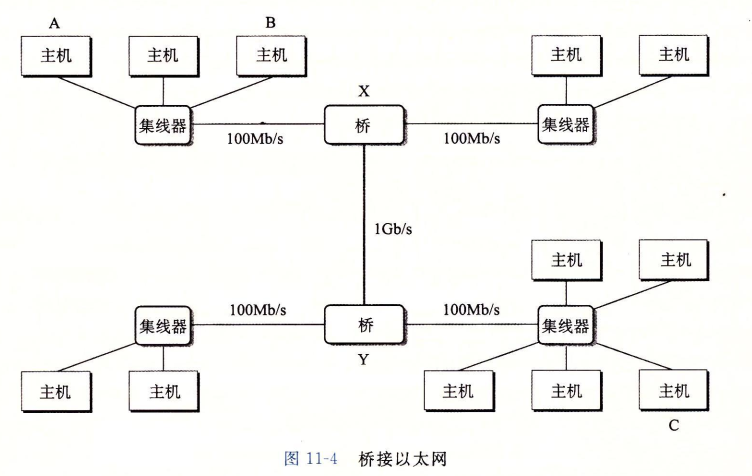 A B
主机 主机 主机 主机 主机
X
集线器 桥 集线器
100Mb/s 100Mb/s
1Gb/s
主机 主机
100Mb/s 100Mb/s
集线器 桥 集线器
Y
主机 主机 主机 主机 主机
C
图 11-4 桥接以太网